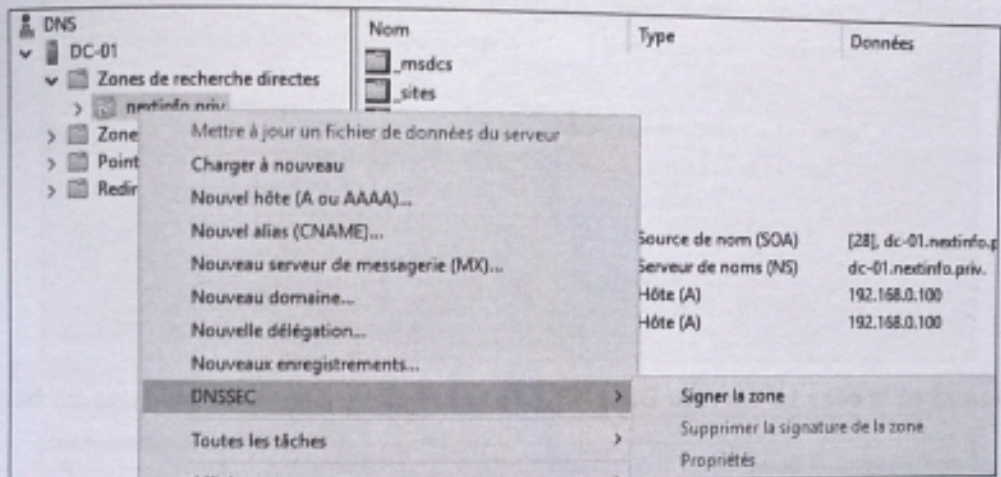 DNS
DC-01
Zones de recherche directes
nextinfo.priv
Zone
Point
Redir
Nom
Type
Données
_msdcs
_sites
Mettre à jour un fichier de données du serveur
Charger à nouveau
Nouvel hôte (A ou AAAA)...
Nouvel alias (CNAME)...
Nouveau serveur de messagerie (MX)...
Nouveau domaine...
Nouvelle délégation...
Nouveaux enregistrements...
DNSSEC
Toutes les tâches
Source de nom (SOA) [28], dc-01.nextinfo.p
Serveur de noms (NS) dc-01.nextinfo.priv.
Hôte (A) 192.168.0.100
Hôte (A) 192.168.0.100
Signer la zone
Supprimer la signature de la zone
Propriétés